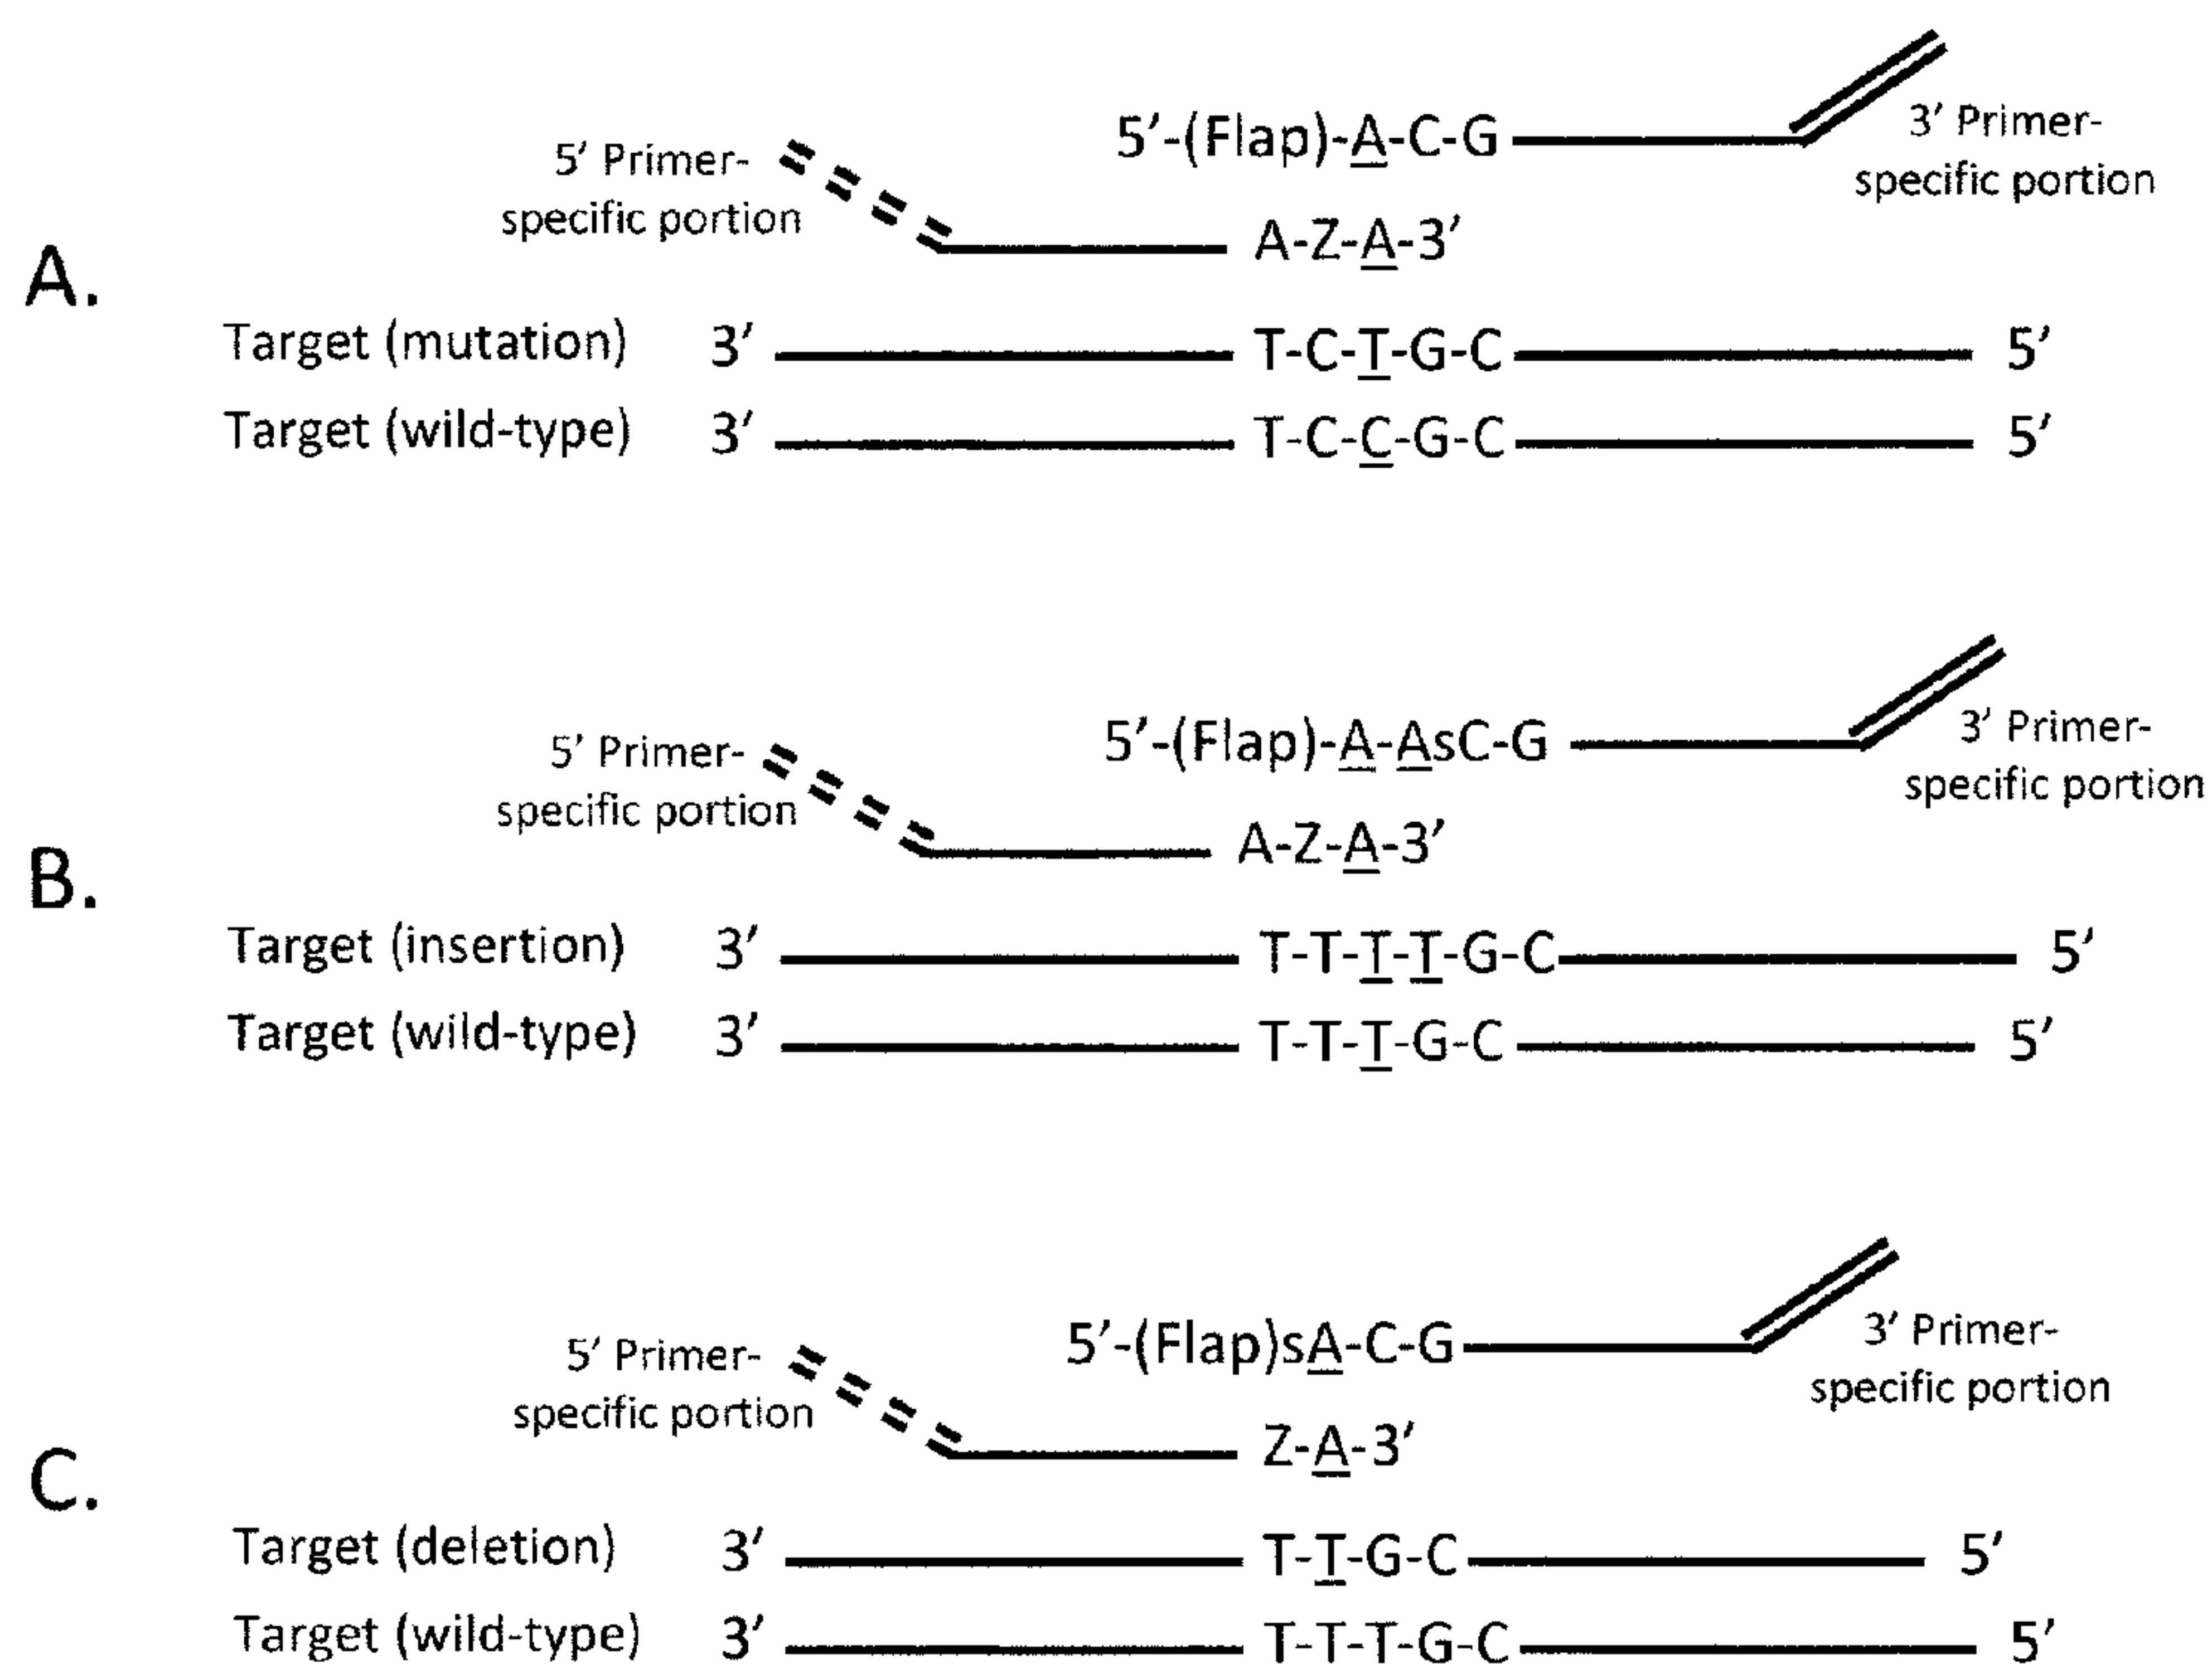 5′-(Flap)-A-C-G
3′ Primer-
specific portion
5′ Primer-
specific portion
A-Z-A-3′
A.
Target (mutation) 3′ T-C-T-G-C 5′
Target (wild-type) 3′ T-C-C-G-C 5′
5′-(Flap)-A-AsC-G
3′ Primer-
specific portion
5′ Primer-
specific portion
A-Z-A-3′
B.
Target (insertion) 3′ T-T-T-T-G-C 5′
Target (wild-type) 3′ T-T-T-G-C 5′
5′-(Flap)sA-C-G
3′ Primer-
specific portion
5′ Primer-
specific portion
Z-A-3′
C.
Target (deletion) 3′ T-T-G-C 5′
Target (wild-type) 3′ T-T-T-G-C 5′